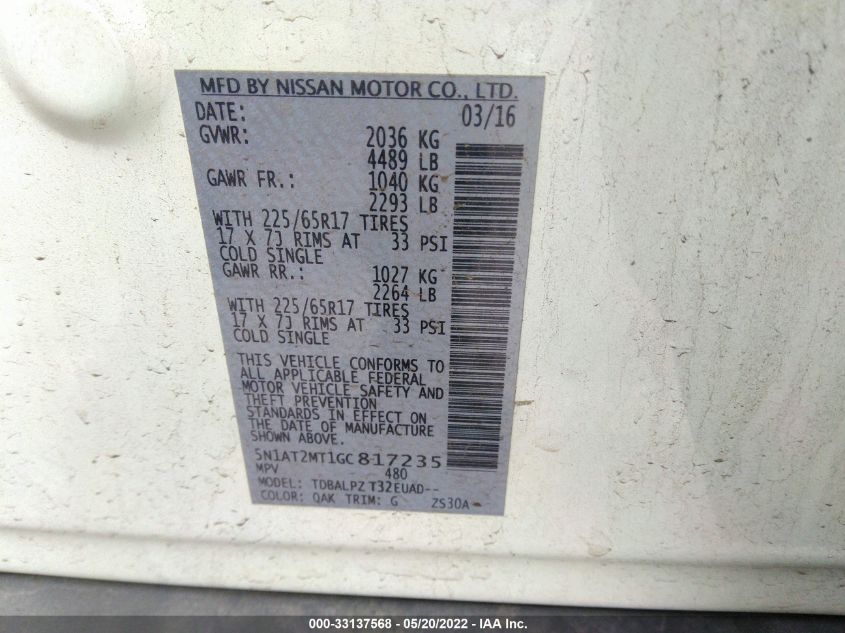 MFD BY NISSAN MOTOR CO., LTD.
DATE: 03/16
GVWR: 2036 KG
4489 LB
GAWR FR.: 1040 KG
2293 LB
WITH 225/65R17 TIRES
17 X 7J RIMS AT 33 PSI
COLD SINGLE
GAWR RR.: 1027 KG
2264 LB
WITH 225/65R17 TIRES
17 X 7J RIMS AT 33 PSI
COLD SINGLE
THIS VEHICLE CONFORMS TO
ALL APPLICABLE FEDERAL
MOTOR VEHICLE SAFETY AND
THEFT PREVENTION
STANDARDS IN EFFECT ON
THE DATE OF MANUFACTURE
SHOWN ABOVE.
5N1AT2MT1GC817235
MPV 480
MODEL: TDBALPZ T32EUAD--
COLOR: QAK TRIM: G 2S30A
000-33137568 - 05/20/2022 - IAA Inc.